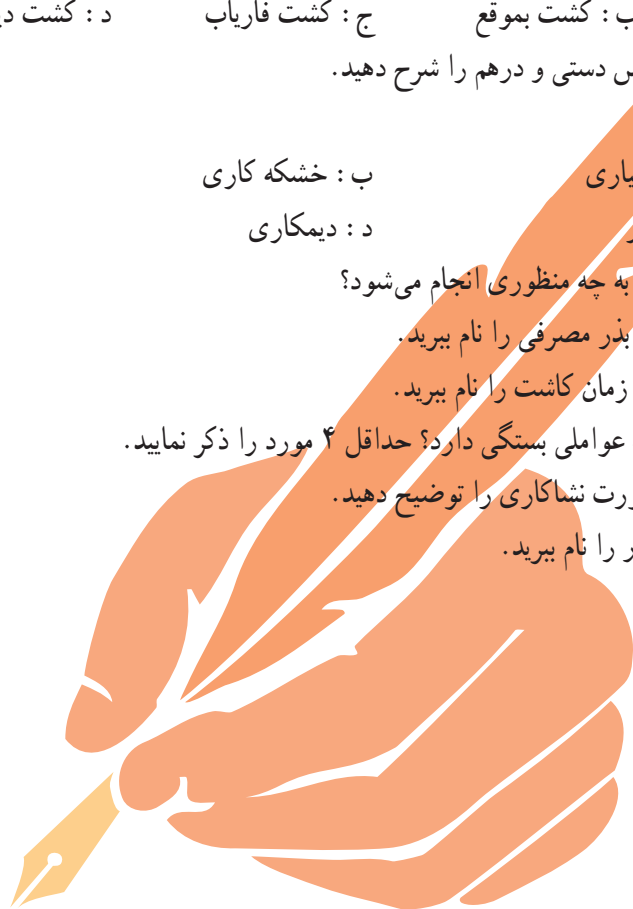 ب : کشت بموقع ج : کشت فاریاب د : کشت
دستی و درهم را شرح دهید.
ب : خشکه کاری
د : دیمکاری
به چه منظوری انجام می‌شود؟
بذر مصرفی را نام ببرید.
زمان کاشت را نام ببرید.
عواملی بستگی دارد؟ حداقل ۴ مورد را ذکر نمایید.
نشاکاری را توضیح دهید.
را نام ببرید.